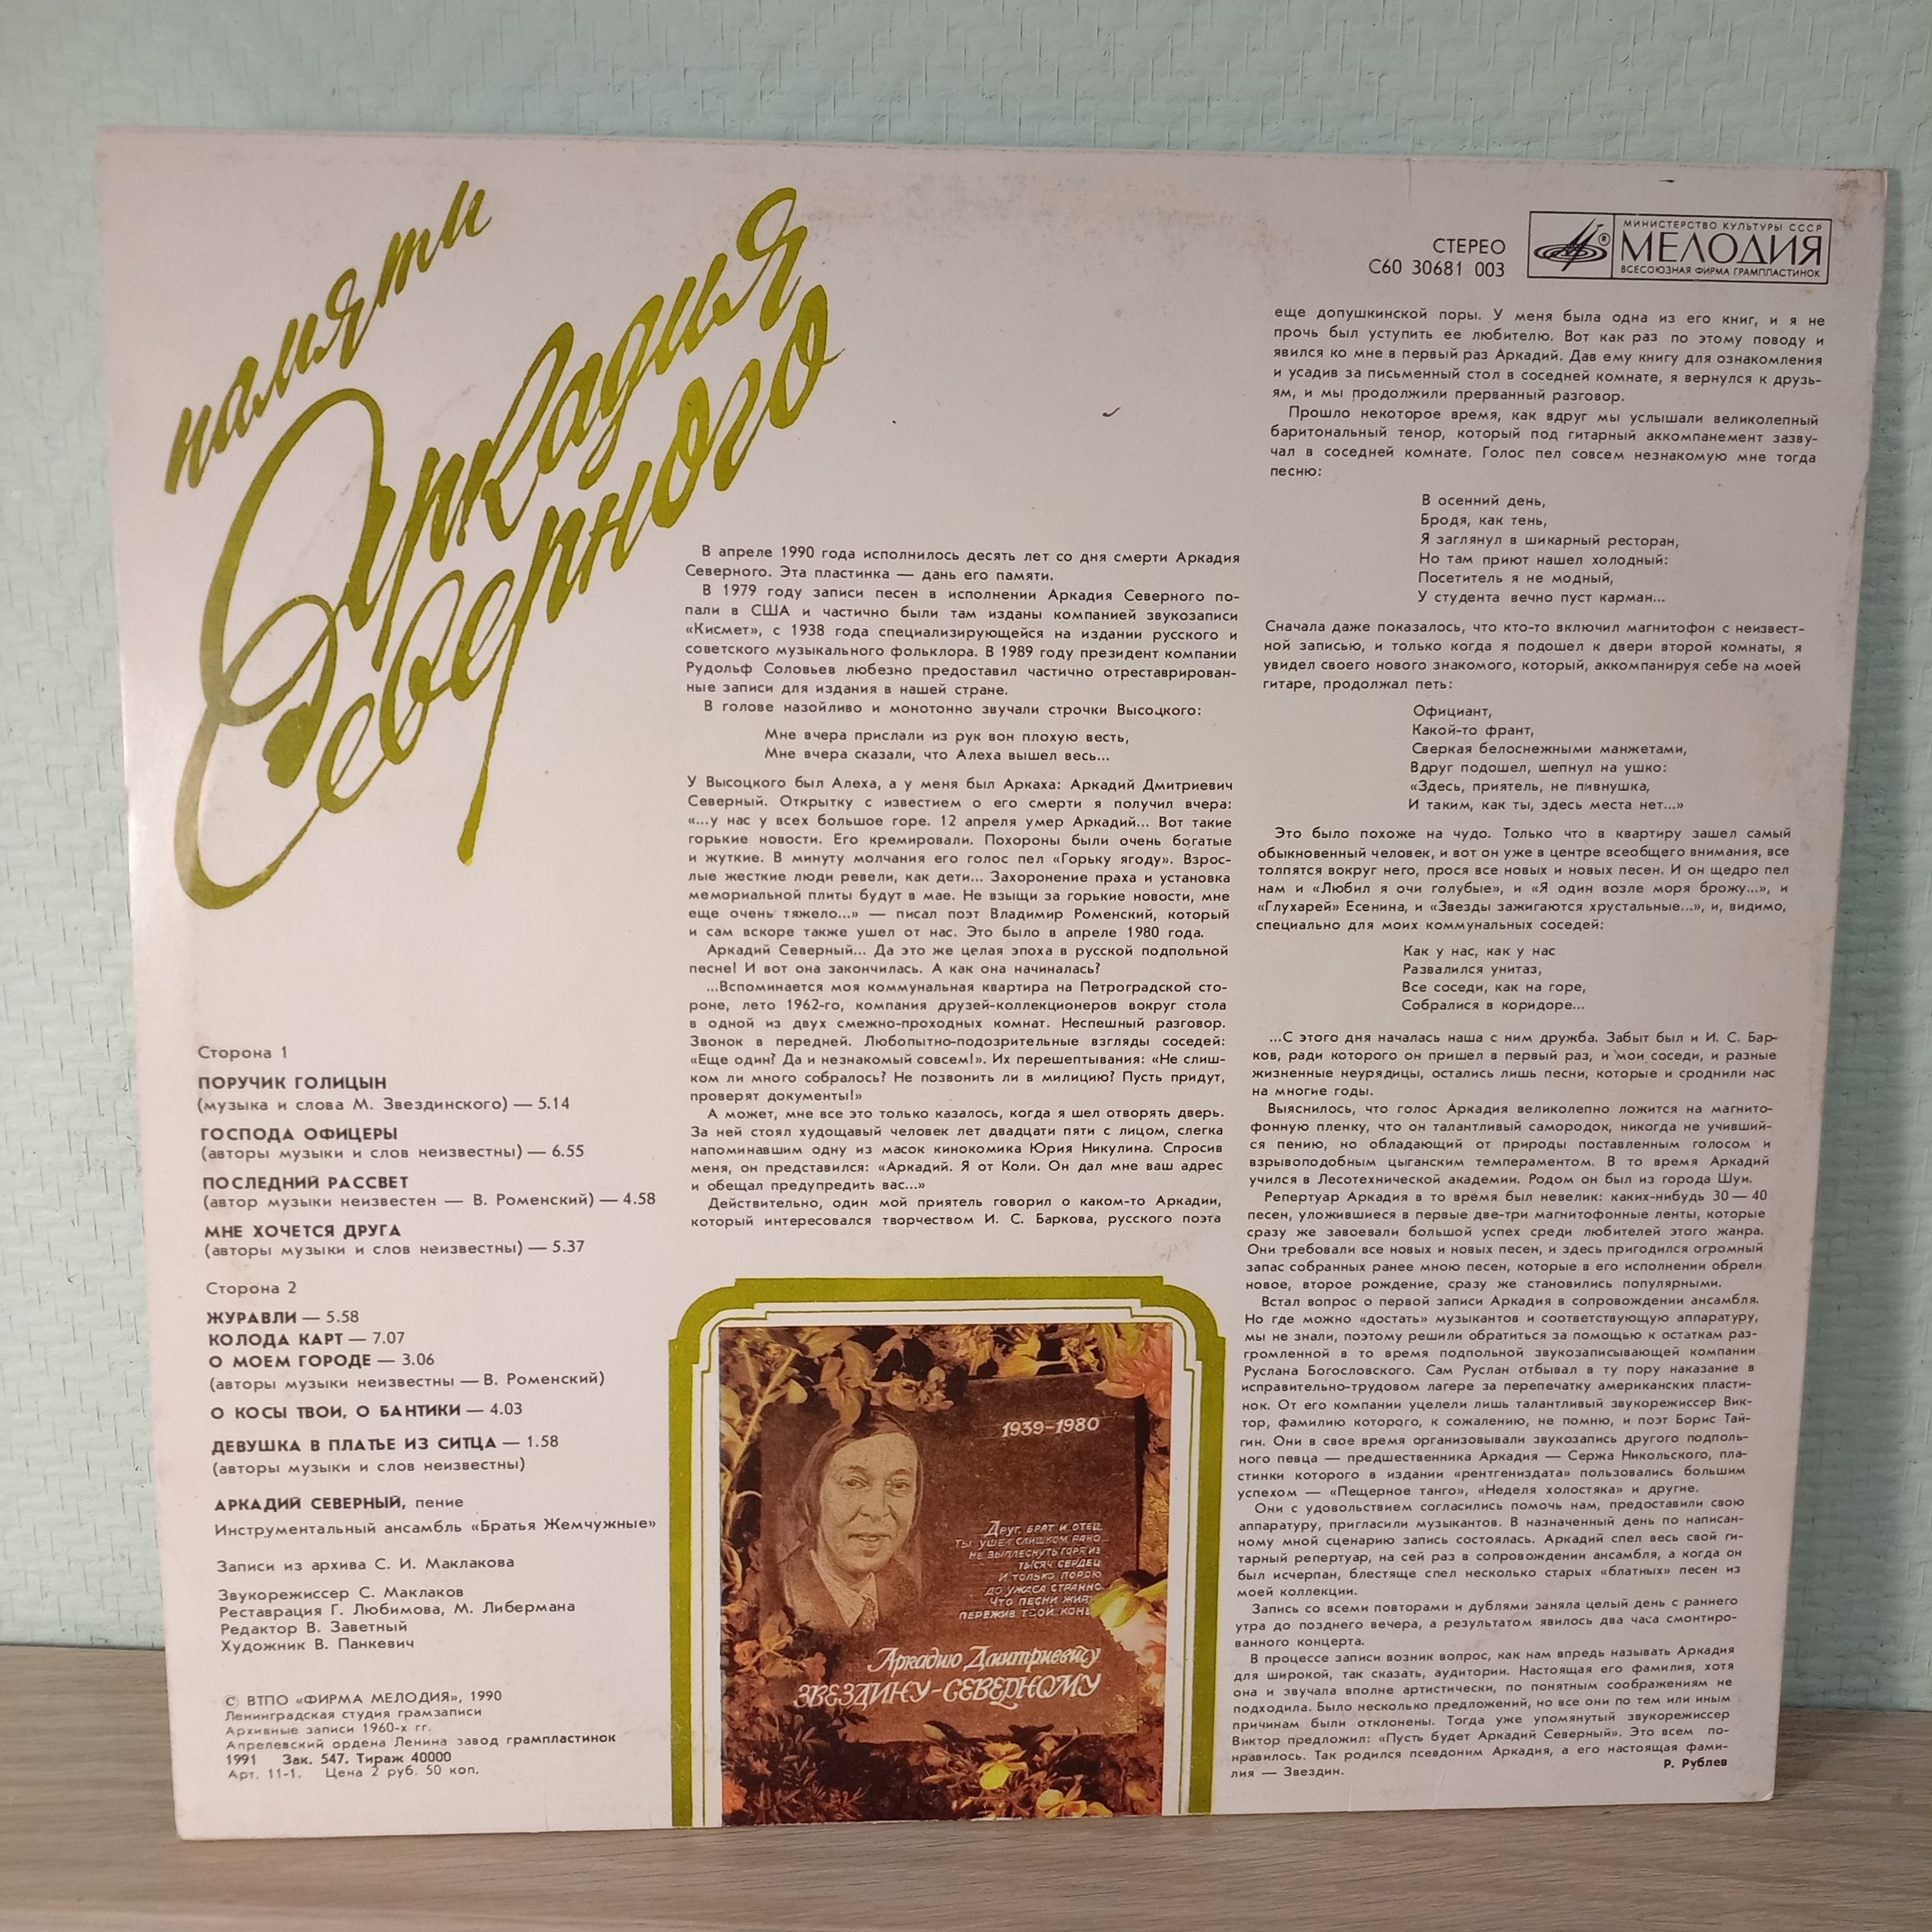 памяти
Аркадия
Северного
СТЕРЕО
С60 30681 003
МИНИСТЕРСТВО КУЛЬТУРЫ СССР
МЕЛОДИЯ
ВСЕСОЮЗНАЯ ФИРМА ГРАМПЛАСТИНОК
Сторона 1
ПОРУЧИК ГОЛИЦЫН
(музыка и слова М. Звездинского) — 5.14
ГОСПОДА ОФИЦЕРЫ
(авторы музыки и слов неизвестны) — 6.55
ПОСЛЕДНИЙ РАССВЕТ
(автор музыки неизвестен — В. Роменский) — 4.58
МНЕ ХОЧЕТСЯ ДРУГА
(авторы музыки и слов неизвестны) — 5.37
Сторона 2
ЖУРАВЛИ — 5.58
КОЛОДА КАРТ — 7.07
О МОЕМ ГОРОДЕ — 3.06
(авторы музыки неизвестны — В. Роменский)
О КОСЫ ТВОИ, О БАНТИКИ — 4.03
ДЕВУШКА В ПЛАТЬЕ ИЗ СИТЦА — 1.58
(авторы музыки и слов неизвестны)
АРКАДИЙ СЕВЕРНЫЙ, пение
Инструментальный ансамбль «Братья Жемчужные»
Записи из архива С. И. Маклакова
Звукорежиссер С. Маклаков
Реставрация Г. Любимова, М. Либермана
Редактор В. Заветный
Художник В. Панкевич
© ВТПО «ФИРМА МЕЛОДИЯ», 1990
Ленинградская студия грамзаписи
Архивные записи 1960-х гг.
Апрелевский ордена Ленина завод грампластинок
1991 Зак. 547. Тираж 40000
Арт. 11-1. Цена 2 руб. 50 коп.
В апреле 1990 года исполнилось десять лет со дня смерти Аркадия
Северного. Эта пластинка — дань его памяти.
В 1979 году записи песен в исполнении Аркадия Северного по-
пали в США и частично были там изданы компанией звукозаписи
«Кисмет», с 1938 года специализирующейся на издании русского и
советского музыкального фольклора. В 1989 году президент компании
Рудольф Соловьев любезно предоставил частично отреставрирован-
ные записи для издания в нашей стране.
В голове назойливо и монотонно звучали строчки Высоцкого:
Мне вчера прислали из рук вон плохую весть,
Мне вчера сказали, что Алеха вышел весь...
У Высоцкого был Алеха, а у меня был Аркаха: Аркадий Дмитриевич
Северный. Открытку с известием о его смерти я получил вчера:
«...у нас у всех большое горе. 12 апреля умер Аркадий... Вот такие
горькие новости. Его кремировали. Похороны были очень богатые
и жуткие. В минуту молчания его голос пел «Горьку ягоду». Взрос-
лые жесткие люди ревели, как дети... Захоронение праха и установка
мемориальной плиты будут в мае. Не взыщи за горькие новости, мне
еще очень тяжело...» — писал поэт Владимир Роменский, который
и сам вскоре также ушел от нас. Это было в апреле 1980 года.
Аркадий Северный... Да это же целая эпоха в русской подпольной
песне! И вот она закончилась. А как она начиналась?
...Вспоминается моя коммунальная квартира на Петроградской сто-
роне, лето 1962-го, компания друзей-коллекционеров вокруг стола
в одной из двух смежно-проходных комнат. Неспешный разговор.
Звонок в передней. Любопытно-подозрительные взгляды соседей:
«Еще один? Да и незнакомый совсем!». Их перешептывания: «Не слиш-
ком ли много собралось? Не позвонить ли в милицию? Пусть придут,
проверят документы!»
А может, мне все это только казалось, когда я шел отворять дверь.
За ней стоял худощавый человек лет двадцати пяти с лицом, слегка
напоминавшим одну из масок кинокомика Юрия Никулина. Спросив
меня, он представился: «Аркадий. Я от Коли. Он дал мне ваш адрес
и обещал предупредить вас...»
Действительно, один мой приятель говорил о каком-то Аркадии,
который интересовался творчеством И. С. Баркова, русского поэта
1939–1980
Друг, брат и отец,
Ты ушел слишком рано...
Не выплеснуть горя из
тысяч сердец
И только порою
до ужаса странно,
Что песни живут
пережив твой конец
Аркадию Дмитриевичу
ЗВЕЗДИНУ-СЕВЕРНОМУ
еще допушкинской поры. У меня была одна из его книг, и я не
прочь был уступить ее любителю. Вот как раз по этому поводу и
явился ко мне в первый раз Аркадий. Дав ему книгу для ознакомления
и усадив за письменный стол в соседней комнате, я вернулся к друзь-
ям, и мы продолжили прерванный разговор.
Прошло некоторое время, как вдруг мы услышали великолепный
баритональный тенор, который под гитарный аккомпанемент зазву-
чал в соседней комнате. Голос пел совсем незнакомую мне тогда
песню:
В осенний день,
Бродя, как тень,
Я заглянул в шикарный ресторан,
Но там приют нашел холодный:
Посетитель я не модный,
У студента вечно пуст карман...
Сначала даже показалось, что кто-то включил магнитофон с неизвест-
ной записью, и только когда я подошел к двери второй комнаты, я
увидел своего нового знакомого, который, аккомпанируя себе на моей
гитаре, продолжал петь:
Официант,
Какой-то франт,
Сверкая белоснежными манжетами,
Вдруг подошел, шепнул на ушко:
«Здесь, приятель, не пивнушка,
И таким, как ты, здесь места нет...»
Это было похоже на чудо. Только что в квартиру зашел самый
обыкновенный человек, и вот он уже в центре всеобщего внимания, все
толпятся вокруг него, прося все новых и новых песен. И он щедро пел
нам и «Любил я очи голубые», и «Я один возле моря брожу...», и
«Глухарей» Есенина, и «Звезды зажигаются хрустальные...», и, видимо,
специально для моих коммунальных соседей:
Как у нас, как у нас
Развалился унитаз,
Все соседи, как на горе,
Собралися в коридоре...
...С этого дня началась наша с ним дружба. Забыт был и И. С. Бар-
ков, ради которого он пришел в первый раз, и мои соседи, и разные
жизненные неурядицы, остались лишь песни, которые и сроднили нас
на многие годы.
Выяснилось, что голос Аркадия великолепно ложится на магнито-
фонную пленку, что он талантливый самородок, никогда не учивший-
ся пению, но обладающий от природы поставленным голосом и
взрывоподобным цыганским темпераментом. В то время Аркадий
учился в Лесотехнической академии. Родом он был из города Шуи.
Репертуар Аркадия в то время был невелик: каких-нибудь 30 — 40
песен, уложившиеся в первые две-три магнитофонные ленты, которые
сразу же завоевали большой успех среди любителей этого жанра.
Они требовали все новых и новых песен, и здесь пригодился огромный
запас собранных ранее мною песен, которые в его исполнении обрели
новое, второе рождение, сразу же становились популярными.
Встал вопрос о первой записи Аркадия в сопровождении ансамбля.
Но где можно «достать» музыкантов и соответствующую аппаратуру,
мы не знали, поэтому решили обратиться за помощью к остаткам раз-
громленной в то время подпольной звукозаписывающей компании
Руслана Богословского. Сам Руслан отбывал в ту пору наказание в
исправительно-трудовом лагере за перепечатку американских пласти-
нок. От его компании уцелели лишь талантливый звукорежиссер Вик-
тор, фамилию которого, к сожалению, не помню, и поэт Борис Тай-
гин. Они в свое время организовывали звукозапись другого подполь-
ного певца — предшественника Аркадия — Сержа Никольского, пла-
стинки которого в издании «рентгениздата» пользовались большим
успехом — «Пещерное танго», «Неделя холостяка» и другие.
Они с удовольствием согласились помочь нам, предоставили свою
аппаратуру, пригласили музыкантов. В назначенный день по написан-
ному мной сценарию запись состоялась. Аркадий спел весь свой ги-
тарный репертуар, на сей раз в сопровождении ансамбля, а когда он
был исчерпан, блестяще спел несколько старых «блатных» песен из
моей коллекции.
Запись со всеми повторами и дублями заняла целый день с раннего
утра до позднего вечера, а результатом явилось два часа смонтиро-
ванного концерта.
В процессе записи возник вопрос, как нам впредь называть Аркадия
для широкой, так сказать, аудитории. Настоящая его фамилия, хотя
она и звучала вполне артистически, по понятным соображениям не
подходила. Было несколько предложений, но все они по тем или иным
причинам были отклонены. Тогда уже упомянутый звукорежиссер
Виктор предложил: «Пусть будет Аркадий Северный». Это всем по-
нравилось. Так родился псевдоним Аркадия, а его настоящая фами-
лия — Звездин.
Р. Рублев